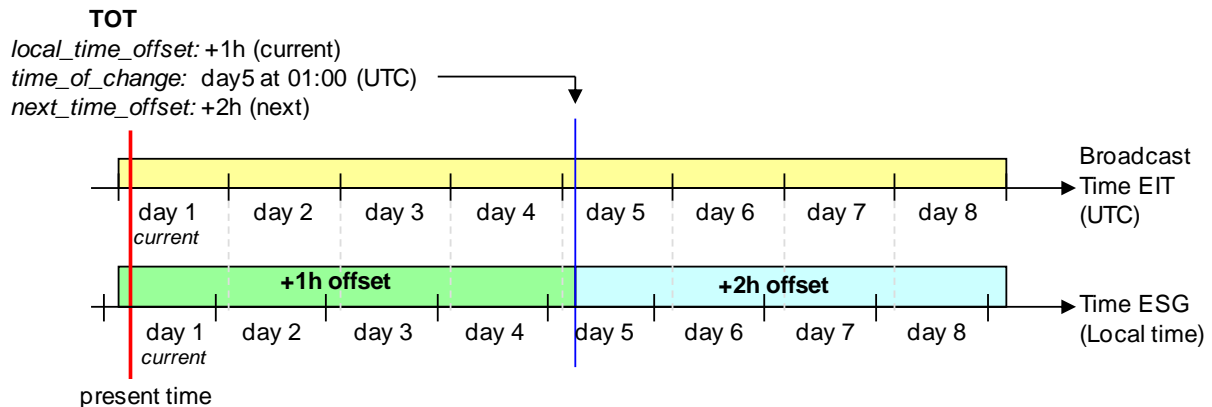 TOT
local_time_offset: +1h (current)
time_of_change: day5 at 01:00 (UTC)
next_time_offset: +2h (next)
Broadcast
Time EIT
(UTC)
day 1 day 2 day 3 day 4 day 5 day 6 day 7 day 8
current
+1h offset +2h offset
Time ESG
(Local time)
day 1 day 2 day 3 day 4 day 5 day 6 day 7 day 8
current
present time